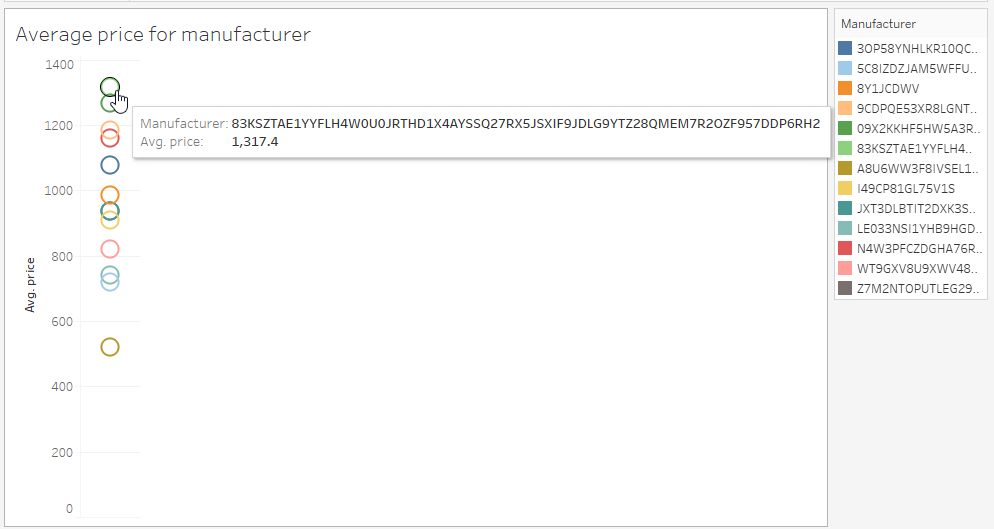 Average price for manufacturer
Manufacturer
1400
1200
1000
800
600
400
200
0
Avg. price
Manufacturer: 83KSZTAE1YYFLH4W0U0JRTHD1X4AYSSQ27RX5JSXIF9JDLG9YTZ28QMEM7R2OZF957DDP6RH2
Avg. price: 1,317.4
3OP58YNHLKR10QC..
5C8IZDZJAM5WFFU..
8Y1JCDWV
9CDPQE53XR8LGNT..
09X2KKHF5HW5A3R..
83KSZTAE1YYFLH4..
A8U6WW3F8IVSEL1..
I49CP81GL75V1S
JXT3DLBTIT2DXK3S..
LE033NSI1YHB9HGD..
N4W3PFCZDGHA76R..
WT9GXV8U9XWV48..
Z7M2NTOPUTLEG29..